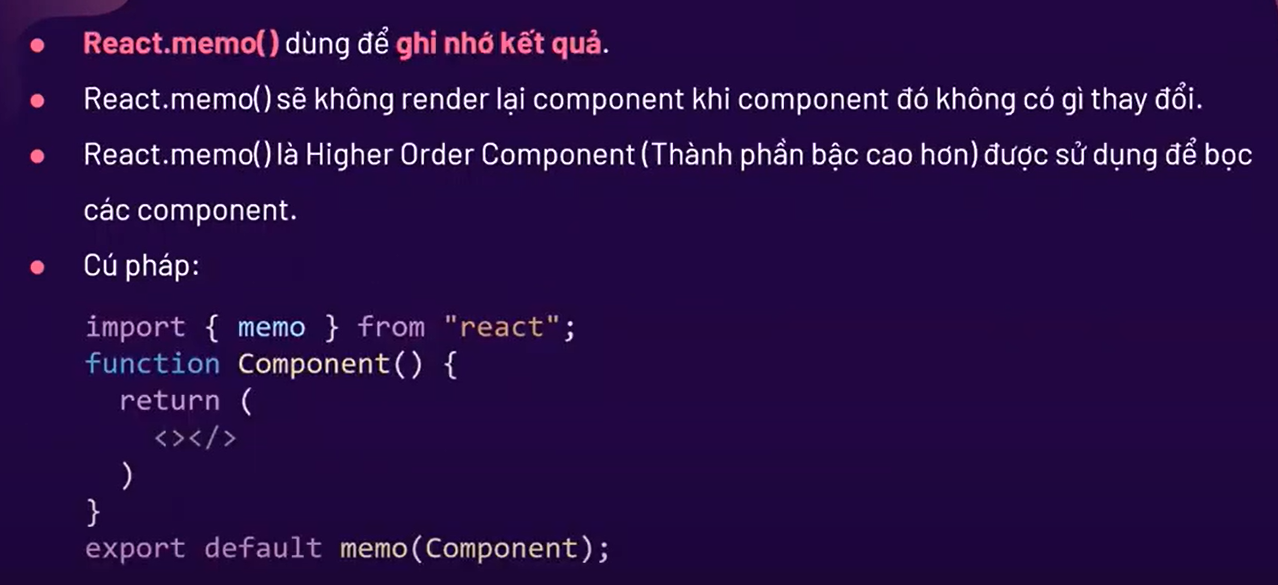 ● React.memo() dùng để ghi nhớ kết quả.
● React.memo() sẽ không render lại component khi component đó không có gì thay đổi.
● React.memo() là Higher Order Component (Thành phần bậc cao hơn) được sử dụng để bọc
các component.
● Cú pháp:
import { memo } from "react";
function Component() {
  return (
    <></>
  )
}
export default memo(Component);